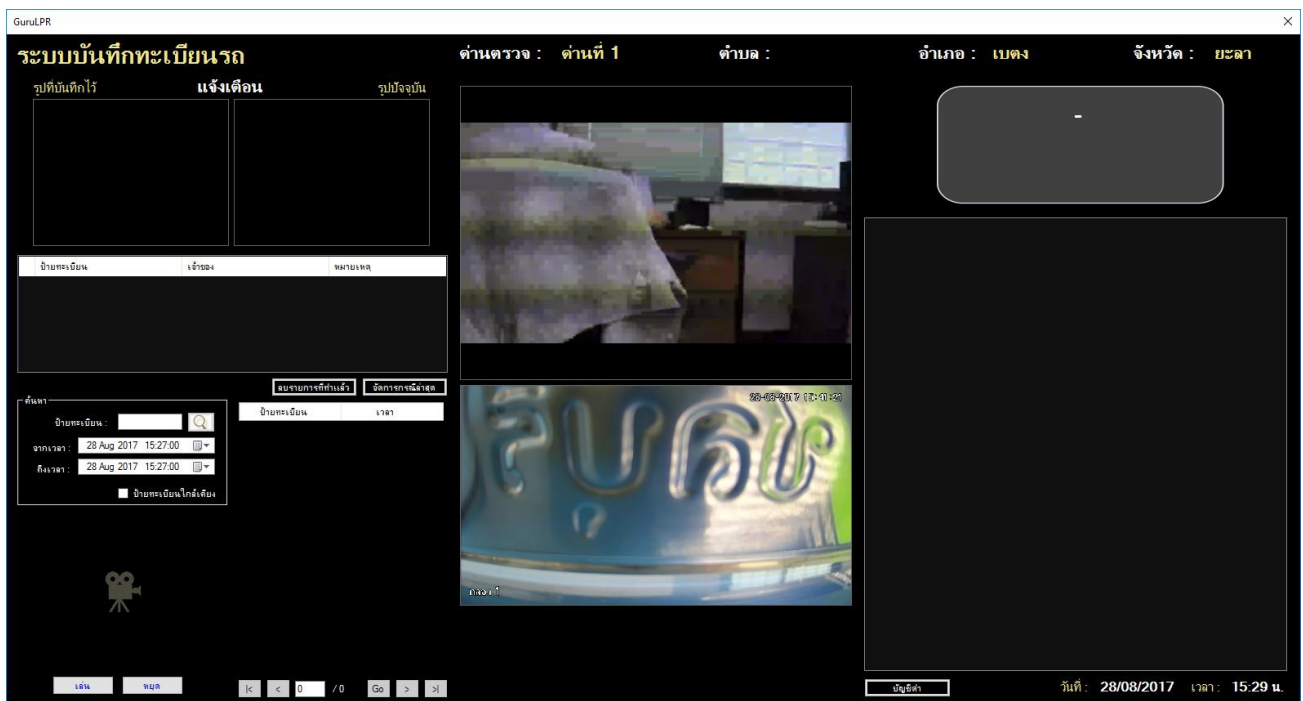 GuruLPR
ระบบบันทึกทะเบียนรถ
ด่านตรวจ : ด่านที่ 1 ตำบล : อำเภอ : เบตง จังหวัด : ยะลา
รูปที่บันทึกไว้ แจ้งเตือน รูปปัจจุบัน
-
ป้ายทะเบียน เจ้าของ หมายเหตุ
ลบรายการที่ทำแล้ว จัดการกรณีล่าสุด
ค้นหา
ป้ายทะเบียน :
จากเวลา : 28 Aug 2017 15:27:00
ถึงเวลา : 28 Aug 2017 15:27:00
ป้ายทะเบียนใกล้เคียง
ป้ายทะเบียน เวลา
28-08-2017
กล้อง 1
เล่น หยุด
|< < 0 / 0 Go > >|
บัญชีดำ
วันที่ : 28/08/2017 เวลา : 15:29 น.